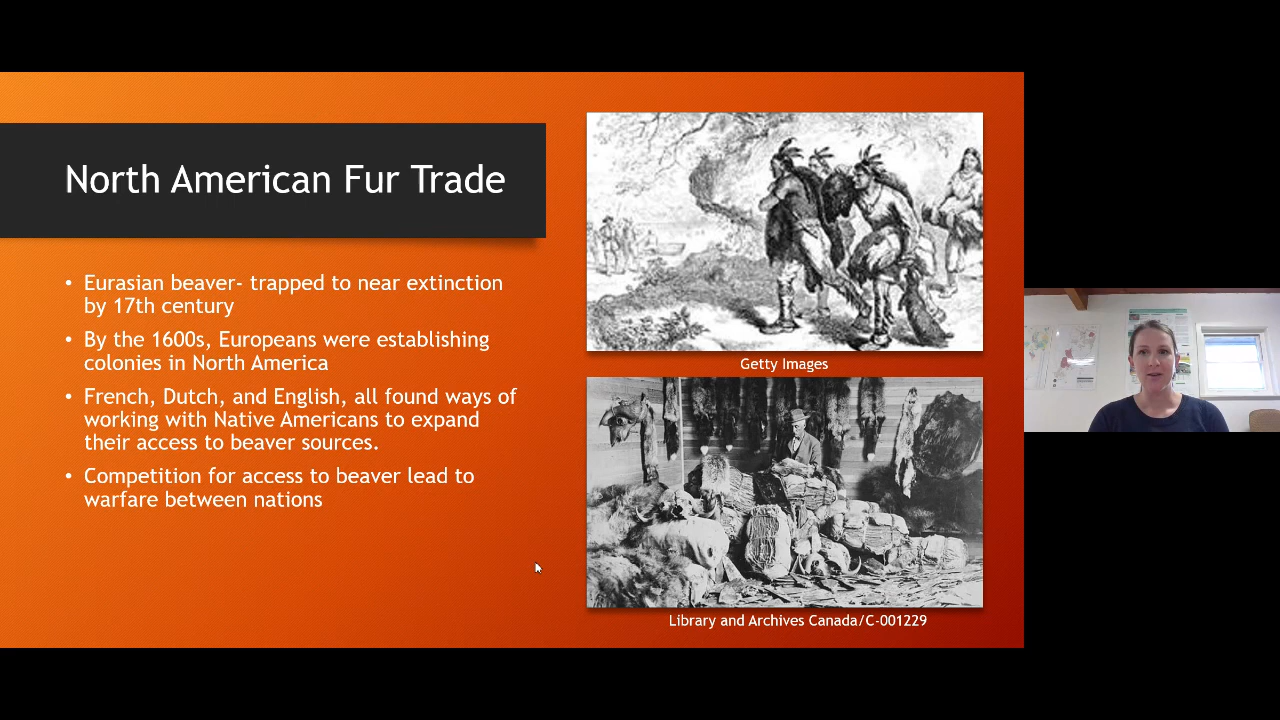 North American Fur Trade
• Eurasian beaver- trapped to near extinction
by 17th century
• By the 1600s, Europeans were establishing
colonies in North America
• French, Dutch, and English, all found ways of
working with Native Americans to expand
their access to beaver sources.
• Competition for access to beaver lead to
warfare between nations
Getty Images
Library and Archives Canada/C-001229